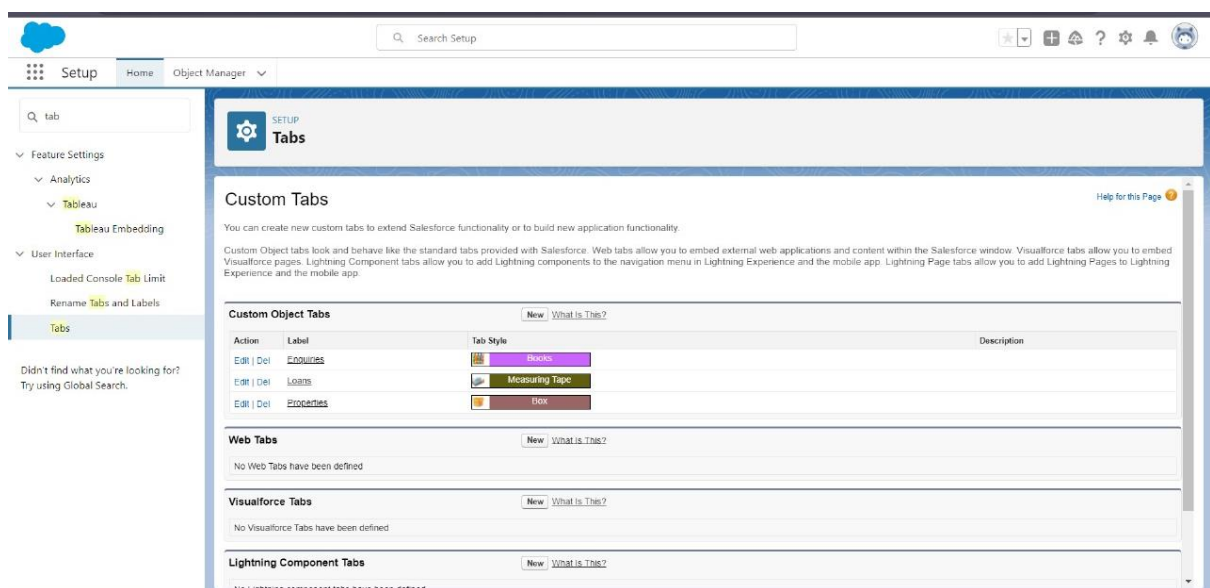 Search Setup
Setup
Home
Object Manager
tab
Feature Settings
Analytics
Tableau
Tableau Embedding
User Interface
Loaded Console Tab Limit
Rename Tabs and Labels
Tabs
Didn't find what you're looking for?
Try using Global Search.
SETUP
Tabs
Custom Tabs
Help for this Page
You can create new custom tabs to extend Salesforce functionality or to build new application functionality.
Custom Object tabs look and behave like the standard tabs provided with Salesforce. Web tabs allow you to embed external web applications and content within the Salesforce window. Visualforce tabs allow you to embed
Visualforce pages. Lightning Component tabs allow you to add Lightning components to the navigation menu in Lightning Experience and the mobile app. Lightning Page tabs allow you to add Lightning Pages to Lightning
Experience and the mobile app.
Custom Object Tabs New What Is This?
Action Label Tab Style Description
Edit | Del Enquiries Books
Edit | Del Loans Measuring Tape
Edit | Del Properties Box
Web Tabs New What Is This?
No Web Tabs have been defined
Visualforce Tabs New What Is This?
No Visualforce Tabs have been defined
Lightning Component Tabs New What Is This?
No Lightning component tabs have been defined